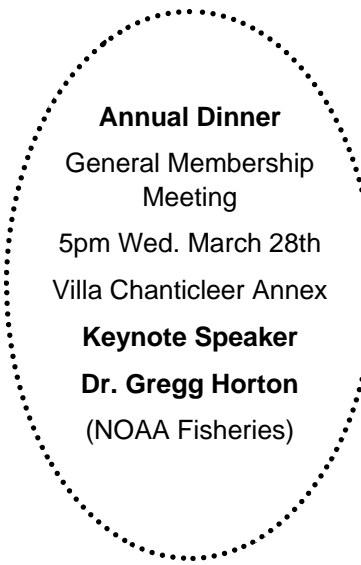 Annual Dinner
General Membership
Meeting
5pm Wed. March 28th
Villa Chanticleer Annex
Keynote Speaker
Dr. Gregg Horton
(NOAA Fisheries)